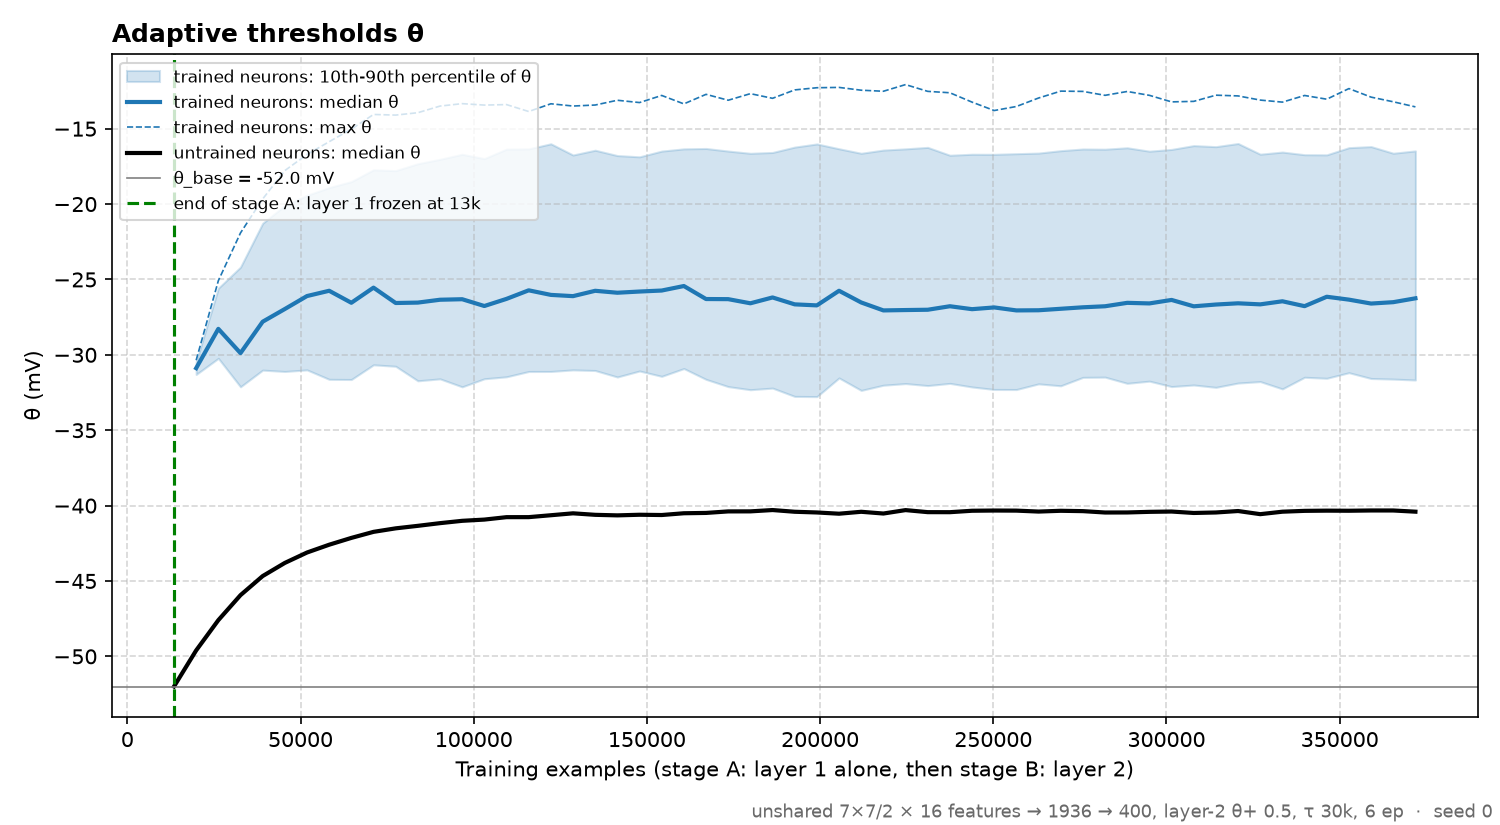 Adaptive thresholds θ
trained neurons: 10th-90th percentile of θ
trained neurons: median θ
trained neurons: max θ
untrained neurons: median θ
θ_base = -52.0 mV
end of stage A: layer 1 frozen at 13k
−15
−20
−25
−30
−35
−40
−45
−50
θ (mV)
0 50000 100000 150000 200000 250000 300000 350000
Training examples (stage A: layer 1 alone, then stage B: layer 2)
unshared 7×7/2 × 16 features → 1936 → 400, layer-2 θ+ 0.5, τ 30k, 6 ep · seed 0